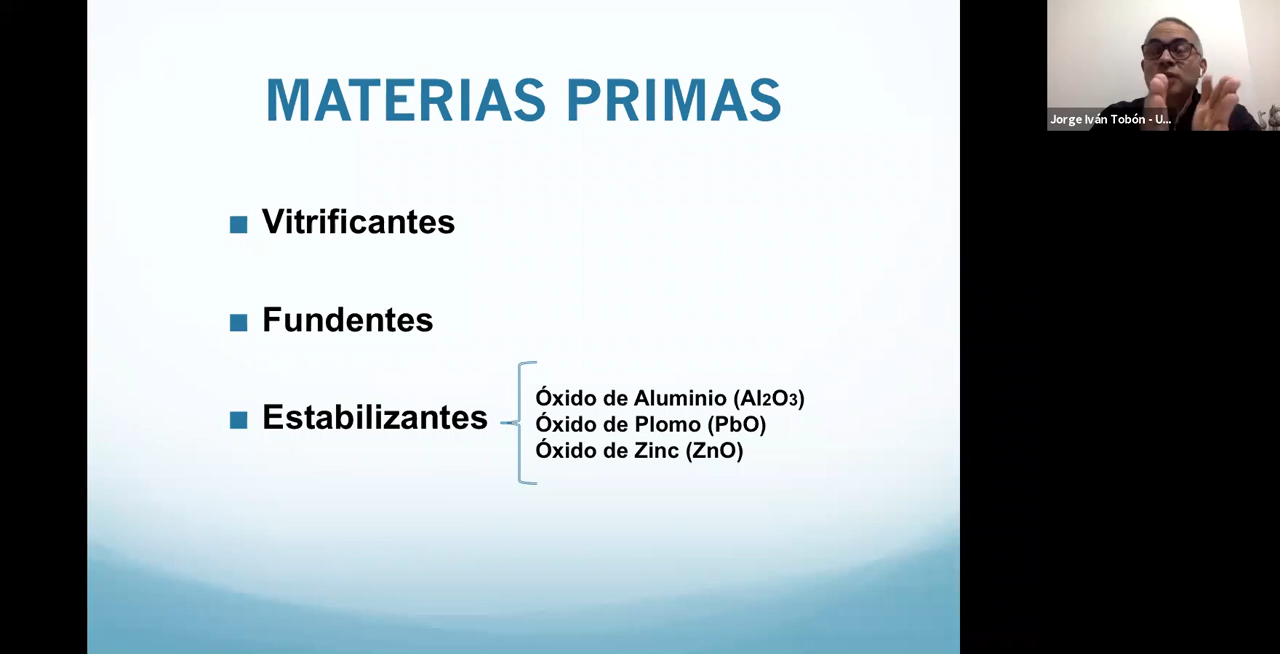 MATERIAS PRIMAS
Vitrificantes
Fundentes
Estabilizantes
Óxido de Aluminio (Al2O3)
Óxido de Plomo (PbO)
Óxido de Zinc (ZnO)
Jorge Iván Tobón - U...